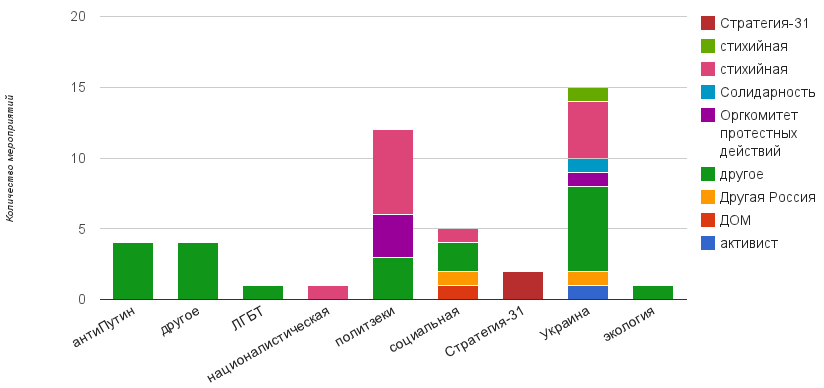 Количество мероприятий
20
15
10
5
0
антиПутин
другое
ЛГБТ
националистическая
политзеки
социальная
Стратегия-31
Украина
экология
Стратегия-31
стихийная
стихийная
Солидарность
Оргкомитет
протестных
действий
другое
Другая Россия
ДОМ
активист